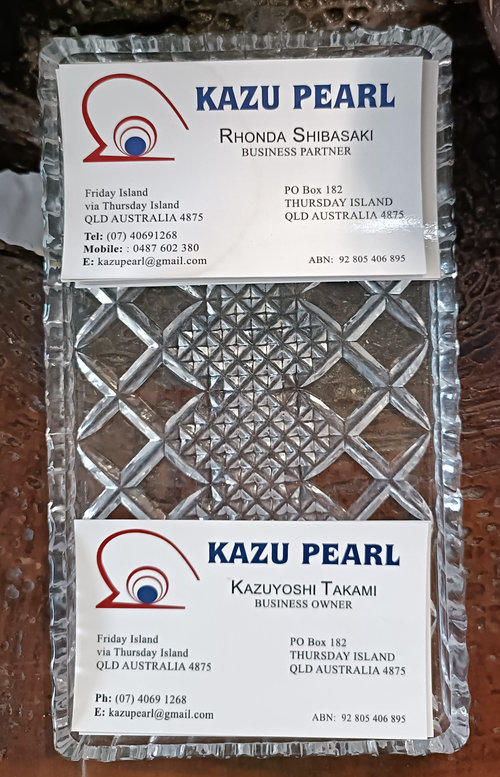 KAZU PEARL
RHONDA SHIBASAKI
BUSINESS PARTNER
Friday Island
via Thursday Island
QLD AUSTRALIA 4875
PO Box 182
THURSDAY ISLAND
QLD AUSTRALIA 4875
Tel: (07) 40691268
Mobile: : 0487 602 380
E: kazupearl@gmail.com
ABN: 92 805 406 895
KAZU PEARL
KAZUYOSHI TAKAMI
BUSINESS OWNER
Friday Island
via Thursday Island
QLD AUSTRALIA 4875
PO Box 182
THURSDAY ISLAND
QLD AUSTRALIA 4875
Ph: (07) 4069 1268
E: kazupearl@gmail.com
ABN: 92 805 406 895